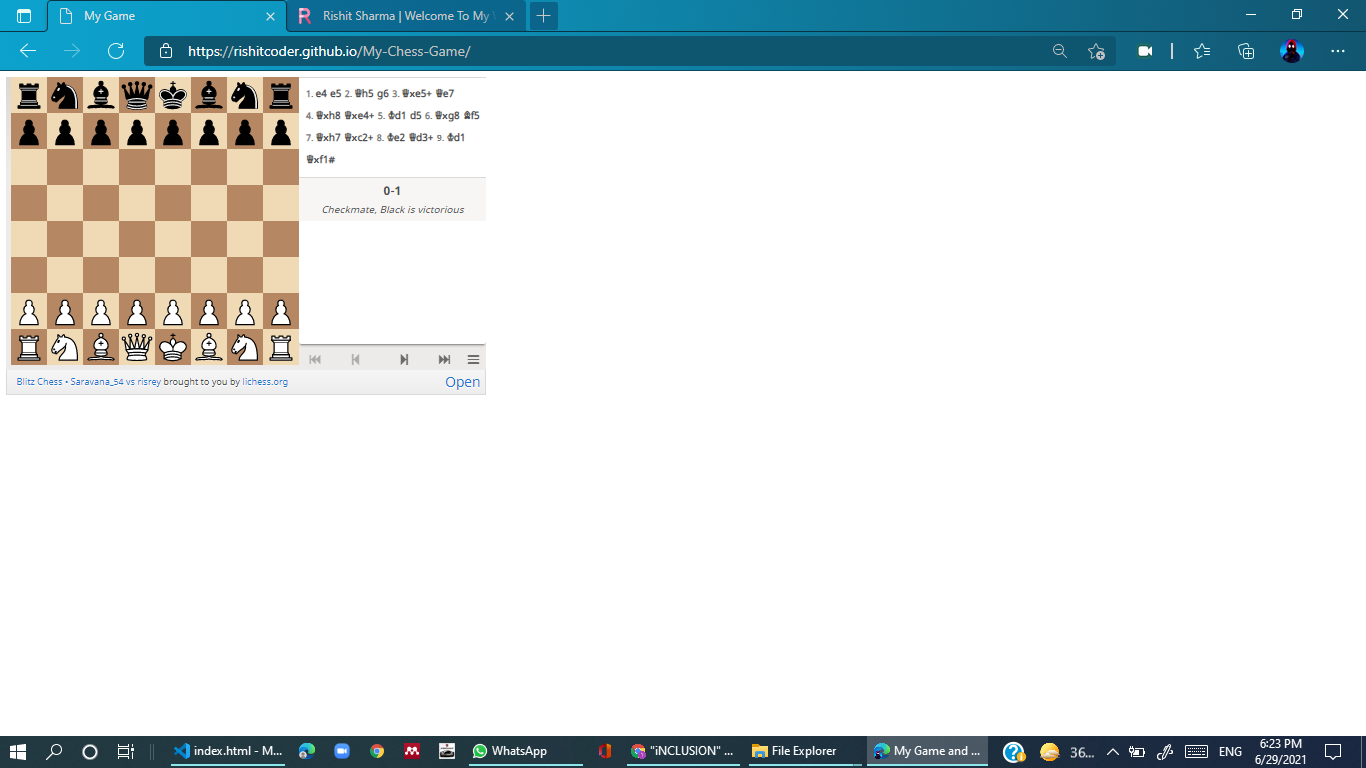 My Game
Rishit Sharma | Welcome To My
https://rishitcoder.github.io/My-Chess-Game/
1. e4 e5 2. ♕h5 g6 3. ♕xe5+ ♕e7
4. ♕xh8 ♕xe4+ 5. ♔d1 d5 6. ♕xg8 ♗f5
7. ♕xh7 ♕xc2+ 8. ♔e2 ♕d3+ 9. ♔d1
♕xf1#
0-1
Checkmate, Black is victorious
Blitz Chess • Saravana_54 vs risrey brought to you by lichess.org
Open
index.html - M...
WhatsApp
"iNCLUSION" ...
File Explorer
My Game and ...
36...
ENG
6:23 PM
6/29/2021